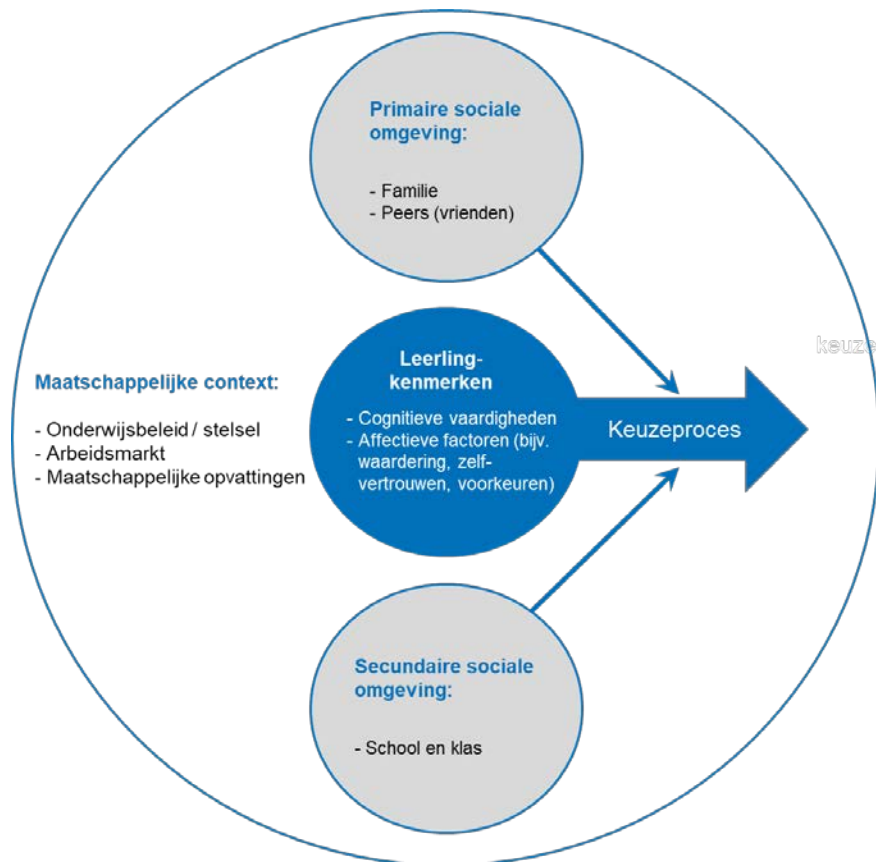 Primaire sociale
omgeving:
- Familie
- Peers (vrienden)
keuze
Maatschappelijke context:
- Onderwijsbeleid / stelsel
- Arbeidsmarkt
- Maatschappelijke opvattingen
Leerling-
kenmerken
- Cognitieve vaardigheden
- Affectieve factoren (bijv.
waardering, zelf-
vertrouwen, voorkeuren)
Keuzeproces
Secundaire sociale
omgeving:
- School en klas